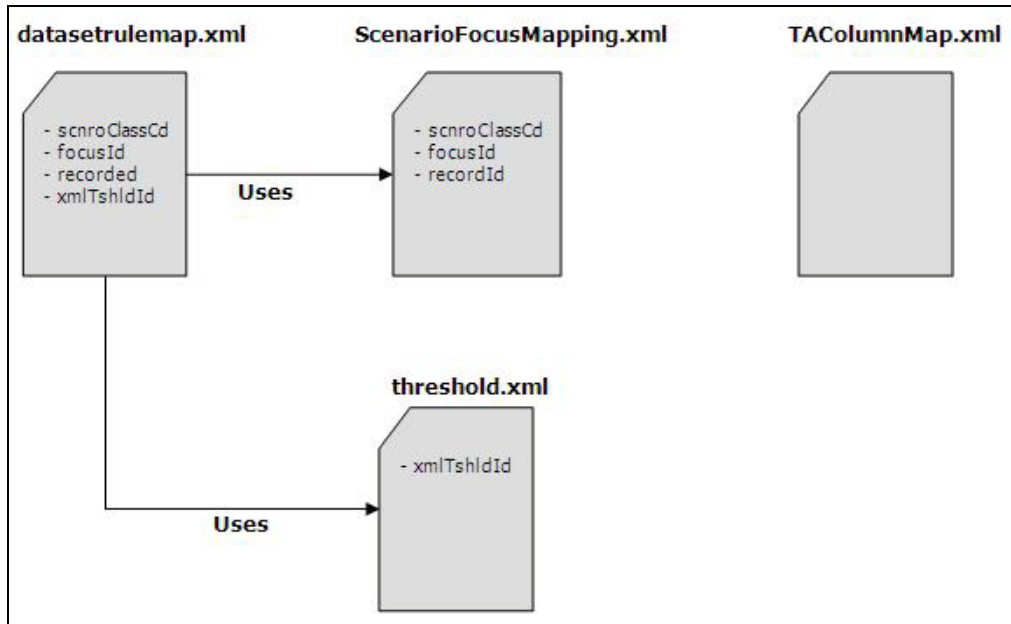 datasetrulemap.xml
ScenarioFocusMapping.xml
TAColumnMap.xml
- scnroClassCd
- focusId
- recorded
- xmlTshldId
Uses
- scnroClassCd
- focusId
- recordId
threshold.xml
- xmlTshldId
Uses